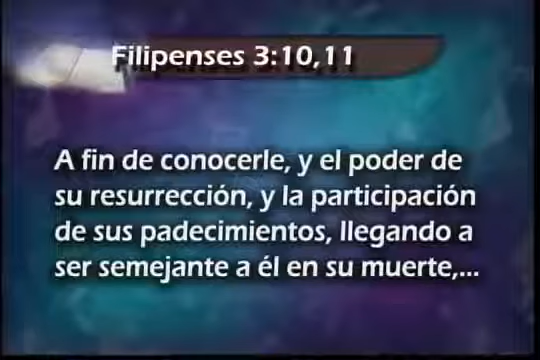 Filipenses 3:10,11
A fin de conocerle, y el poder de
su resurrección, y la participación
de sus padecimientos, llegando a
ser semejante a él en su muerte,...